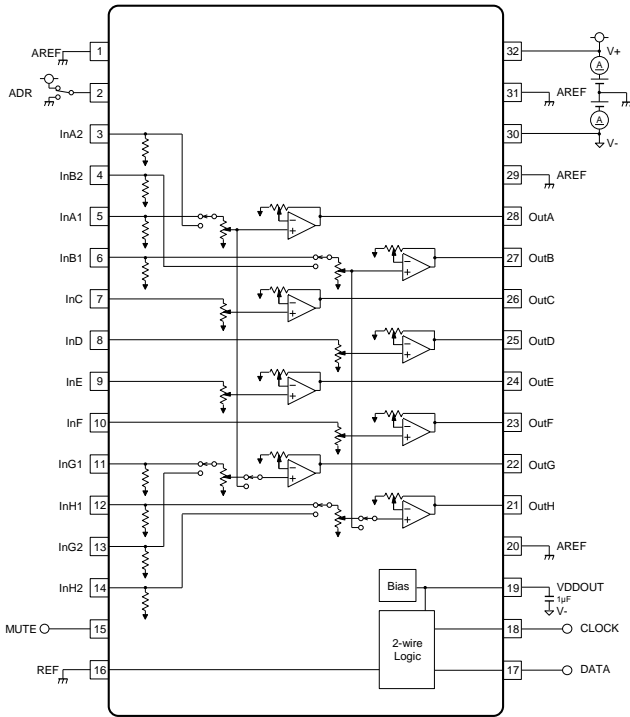 AREF 1
ADR 2
InA2 3
InB2 4
InA1 5
InB1 6
InC 7
InD 8
InE 9
InF 10
InG1 11
InH1 12
InG2 13
InH2 14
MUTE 15
REF 16
32 V+
A
31 AREF
A
30 V-
29 AREF
28 OutA
27 OutB
26 OutC
25 OutD
24 OutE
23 OutF
22 OutG
21 OutH
20 AREF
19 VDDOUT
1µF
V-
18 CLOCK
17 DATA
Bias
2-wire
Logic